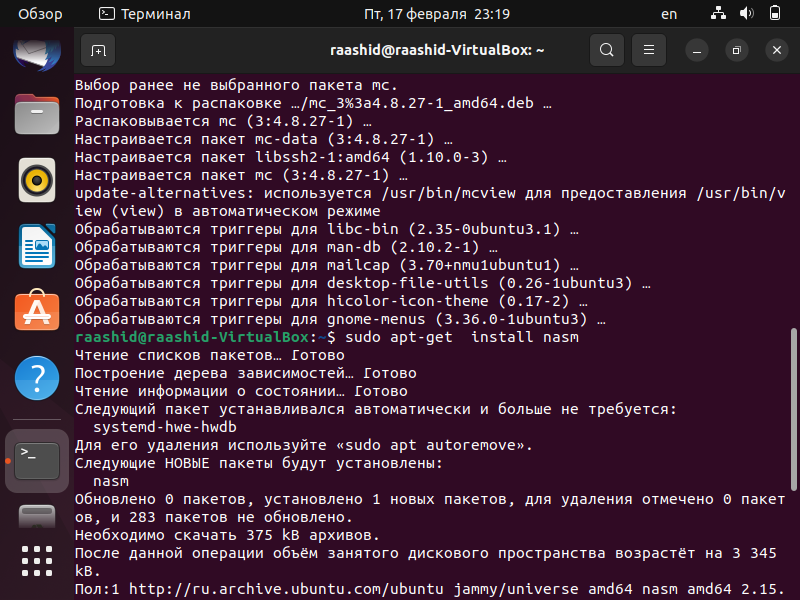 Обзор Терминал Пт, 17 февраля 23:19 en
raashid@raashid-VirtualBox: ~
Выбор ранее не выбранного пакета mc.
Подготовка к распаковке …/mc_3%3a4.8.27-1_amd64.deb …
Распаковывается mc (3:4.8.27-1) …
Настраивается пакет mc-data (3:4.8.27-1) …
Настраивается пакет libssh2-1:amd64 (1.10.0-3) …
Настраивается пакет mc (3:4.8.27-1) …
update-alternatives: используется /usr/bin/mcview для предоставления /usr/bin/v
iew (view) в автоматическом режиме
Обрабатываются триггеры для libc-bin (2.35-0ubuntu3.1) …
Обрабатываются триггеры для man-db (2.10.2-1) …
Обрабатываются триггеры для mailcap (3.70+nmu1ubuntu1) …
Обрабатываются триггеры для desktop-file-utils (0.26-1ubuntu3) …
Обрабатываются триггеры для hicolor-icon-theme (0.17-2) …
Обрабатываются триггеры для gnome-menus (3.36.0-1ubuntu3) …
raashid@raashid-VirtualBox:~$ sudo apt-get  install nasm
Чтение списков пакетов… Готово
Построение дерева зависимостей… Готово
Чтение информации о состоянии… Готово
Следующий пакет устанавливался автоматически и больше не требуется:
systemd-hwe-hwdb
Для его удаления используйте «sudo apt autoremove».
Следующие НОВЫЕ пакеты будут установлены:
nasm
Обновлено 0 пакетов, установлено 1 новых пакетов, для удаления отмечено 0 пакет
ов, и 283 пакетов не обновлено.
Необходимо скачать 375 kB архивов.
После данной операции объём занятого дискового пространства возрастёт на 3 345
kB.
Пол:1 http://ru.archive.ubuntu.com/ubuntu jammy/universe amd64 nasm amd64 2.15.